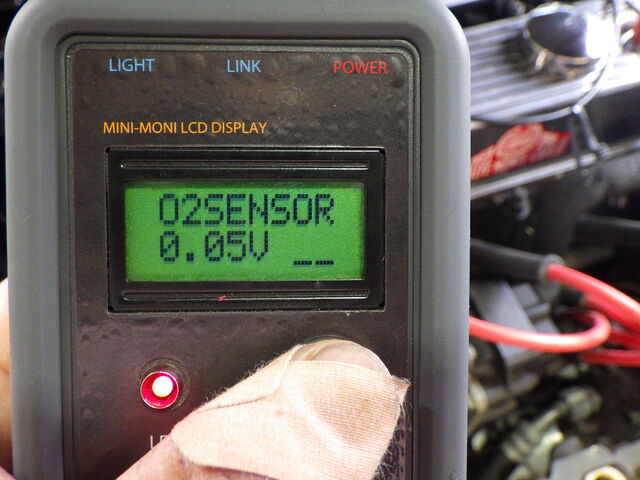 LIGHT LINK POWER
MINI-MONI LCD DISPLAY
O2SENSOR
0.05V __